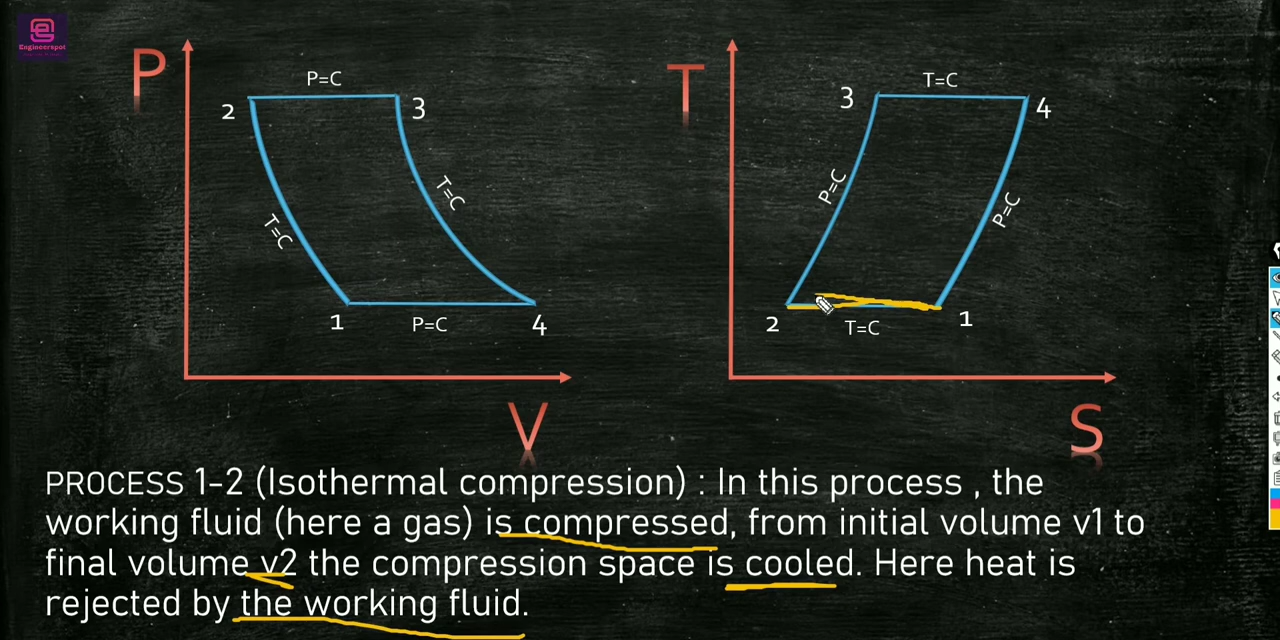 Engineerspot
P
P=C
2
3
T=C
T=C
1
P=C
4
V
T
T=C
3
4
P=C
P=C
2
T=C
1
S
PROCESS 1-2 (Isothermal compression) : In this process , the
working fluid (here a gas) is compressed, from initial volume v1 to
final volume v2 the compression space is cooled. Here heat is
rejected by the working fluid.